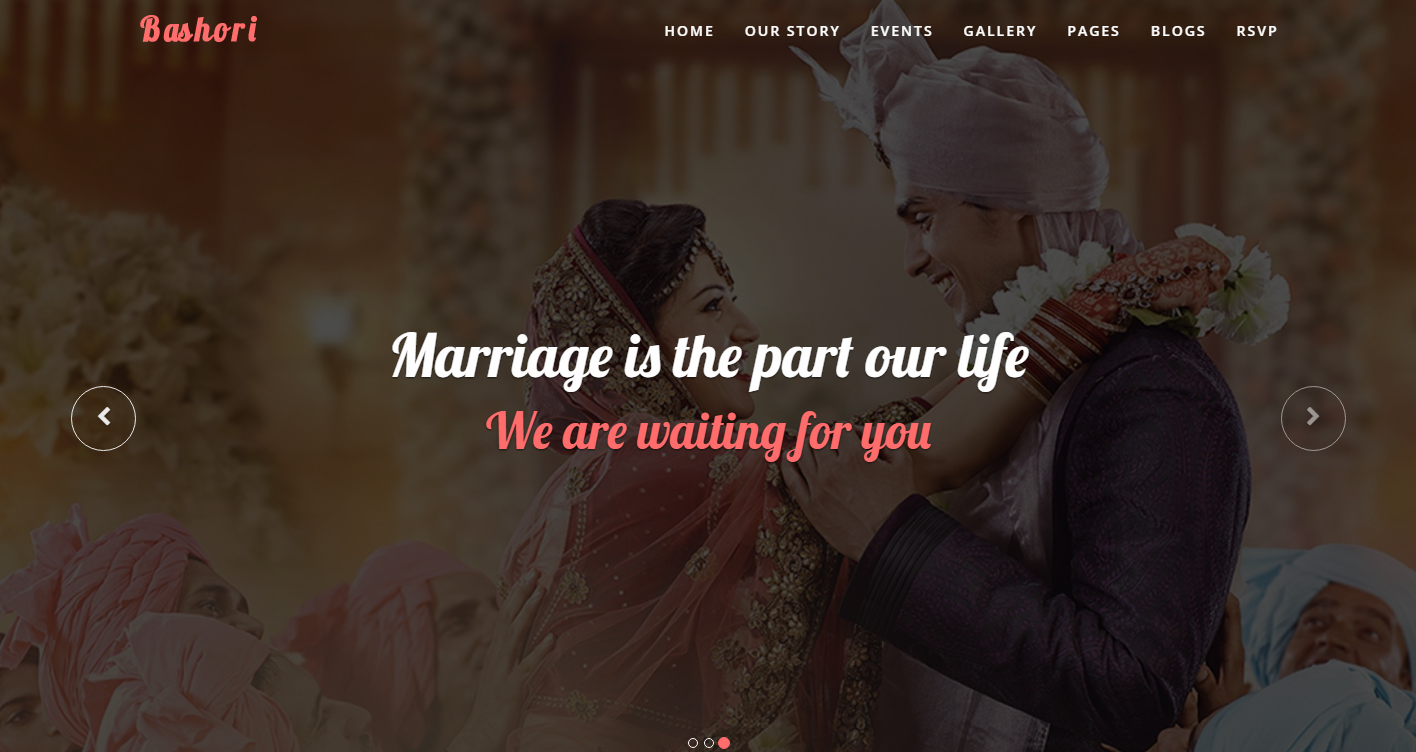 Bashori
HOME OUR STORY EVENTS GALLERY PAGES BLOGS RSVP
Marriage is the part our life
We are waiting for you